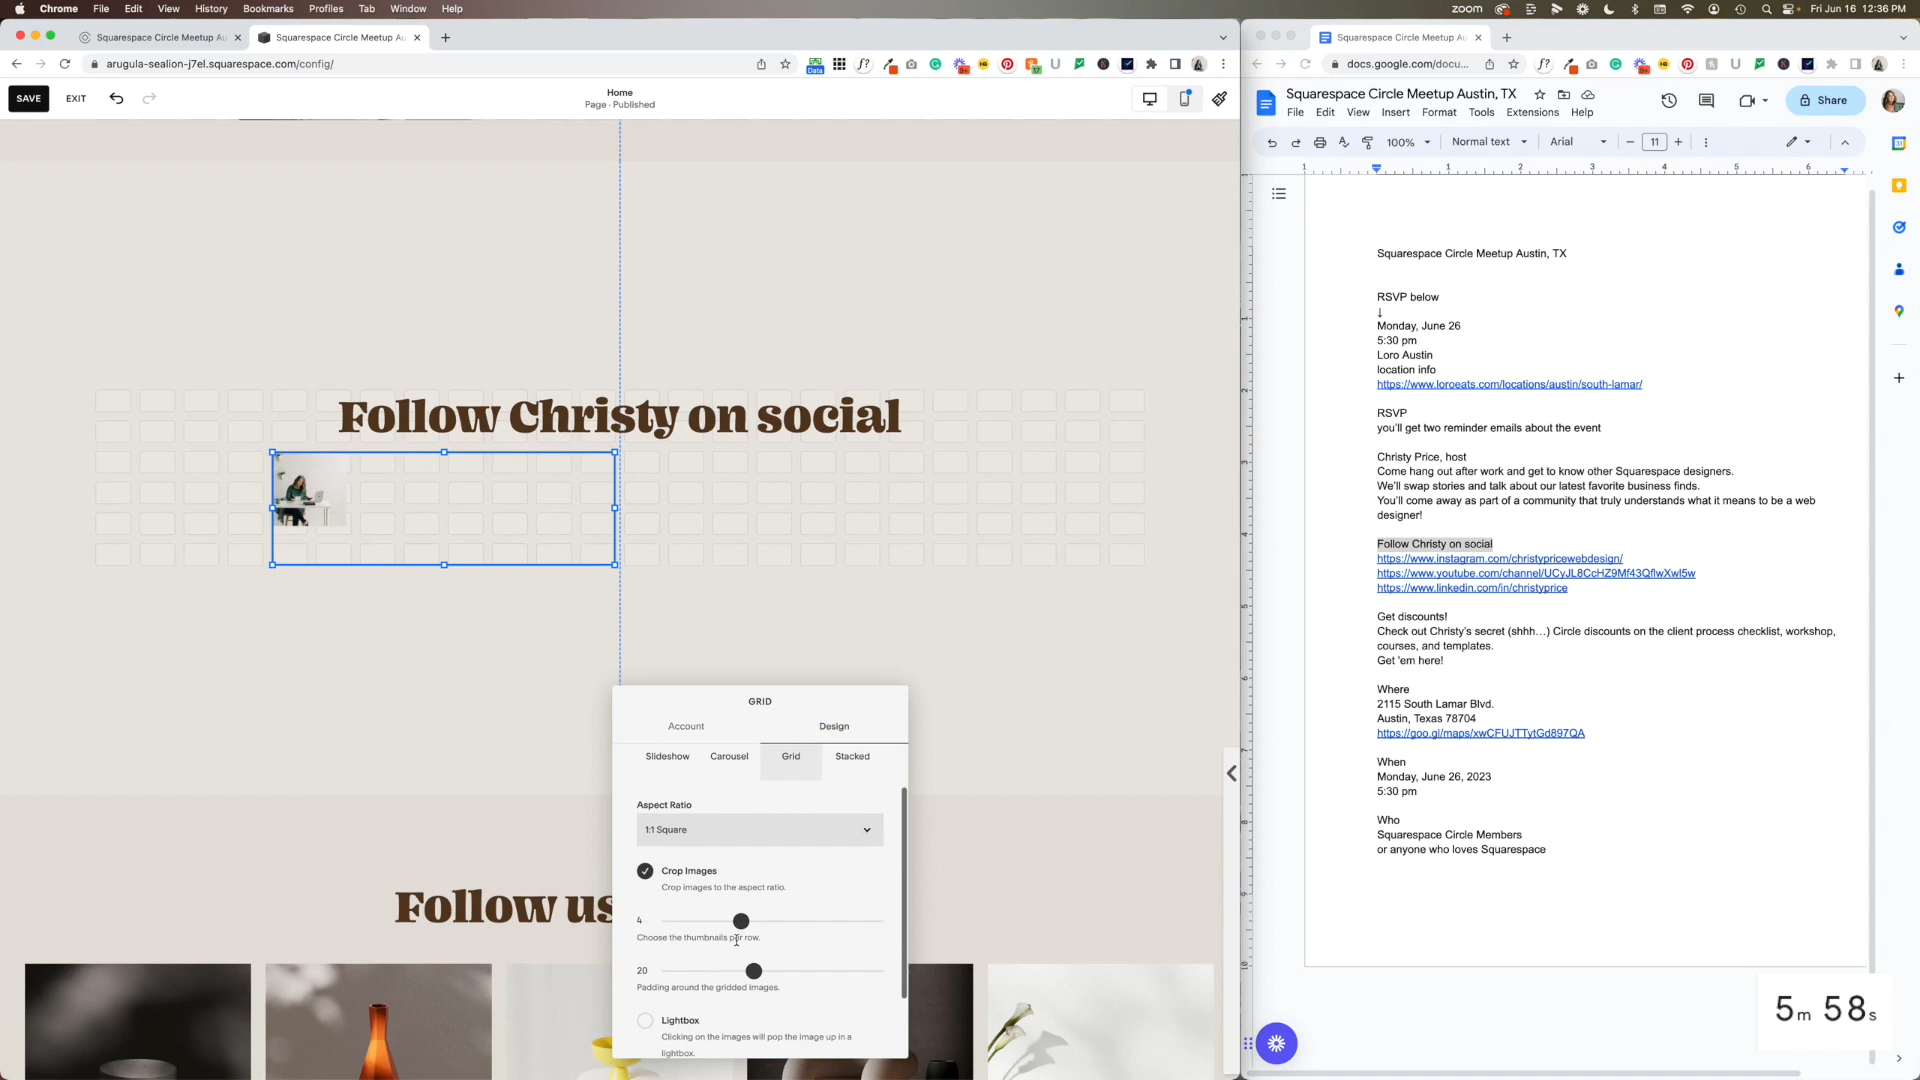 Chrome File Edit View History Bookmarks Profiles Tab Window Help
zoom Fri Jun 16 12:36 PM
Squarespace Circle Meetup Au
Squarespace Circle Meetup Au
arugula-sealion-j7el.squarespace.com/config/
Data
SAVE EXIT
Home
Page · Published
Follow Christy on social
Follow us
GRID
Account Design
Slideshow Carousel Grid Stacked
Aspect Ratio
1:1 Square
Crop Images
Crop images to the aspect ratio.
4
Choose the thumbnails per row.
20
Padding around the gridded images.
Lightbox
Clicking on the images will pop the image up in a
lightbox.
Squarespace Circle Meetup Au
docs.google.com/docu...
Squarespace Circle Meetup Austin, TX
Share
File Edit View Insert Format Tools Extensions Help
100% Normal text Arial 11
1 1 2 3 4 5 6
Squarespace Circle Meetup Austin, TX
RSVP below
↓
Monday, June 26
5:30 pm
Loro Austin
location info
https://www.loroeats.com/locations/austin/south-lamar/
RSVP
you'll get two reminder emails about the event
Christy Price, host
Come hang out after work and get to know other Squarespace designers.
We'll swap stories and talk about our latest favorite business finds.
You'll come away as part of a community that truly understands what it means to be a web
designer!
Follow Christy on social
https://www.instagram.com/christypricewebdesign/
https://www.youtube.com/channel/UCyJL8CcHZ9Mf43QflwXwl5w
https://www.linkedin.com/in/christyprice
Get discounts!
Check out Christy's secret (shhh…) Circle discounts on the client process checklist, workshop,
courses, and templates.
Get 'em here!
Where
2115 South Lamar Blvd.
Austin, Texas 78704
https://goo.gl/maps/xwCFUJTTytGd897QA
When
Monday, June 26, 2023
5:30 pm
Who
Squarespace Circle Members
or anyone who loves Squarespace
5m 58s